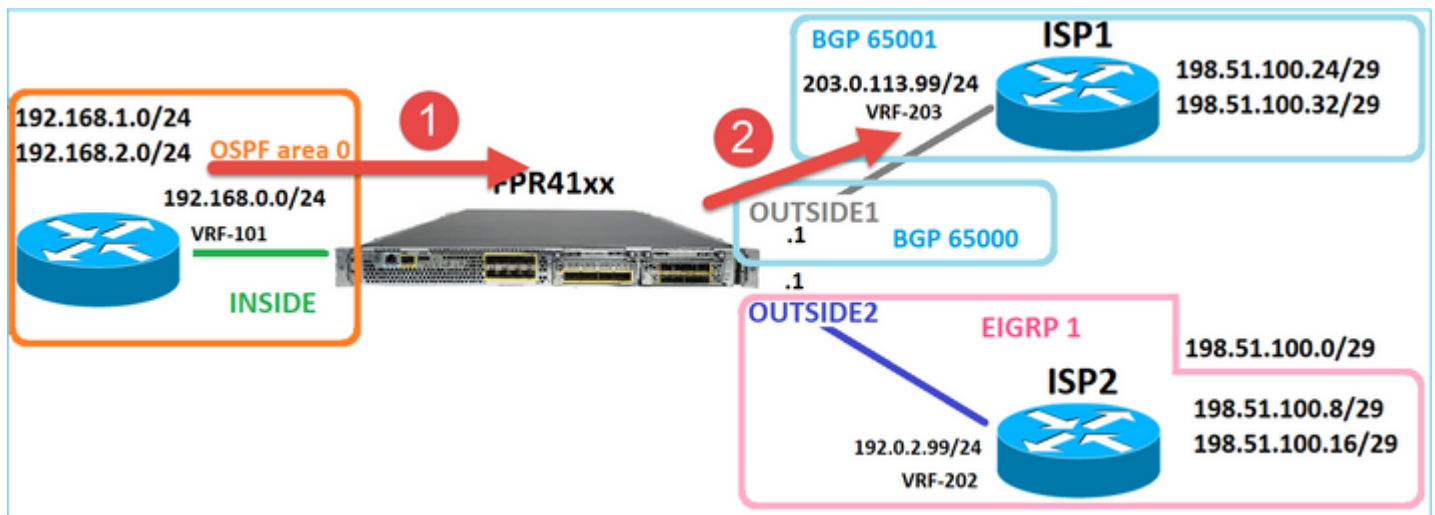 BGP 65001
ISP1
203.0.113.99/24
VRF-203
198.51.100.24/29
198.51.100.32/29
192.168.1.0/24
192.168.2.0/24
OSPF area 0
1
2
192.168.0.0/24
VRF-101
INSIDE
FPR41xx
OUTSIDE1
.1
BGP 65000
.1
OUTSIDE2
EIGRP 1
198.51.100.0/29
ISP2
198.51.100.8/29
198.51.100.16/29
192.0.2.99/24
VRF-202